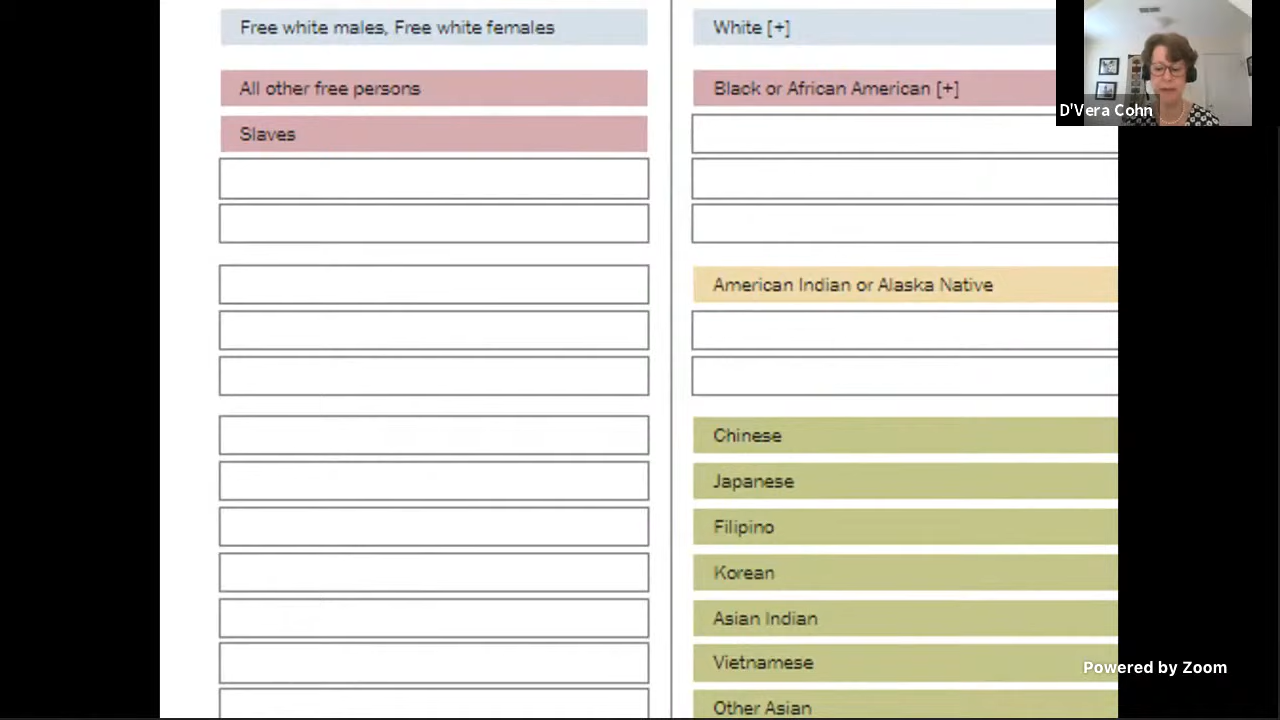 Free white males, Free white females
All other free persons
Slaves
White [+]
Black or African American [+]
American Indian or Alaska Native
Chinese
Japanese
Filipino
Korean
Asian Indian
Vietnamese
Other Asian
D'Vera Cohn
Powered by Zoom